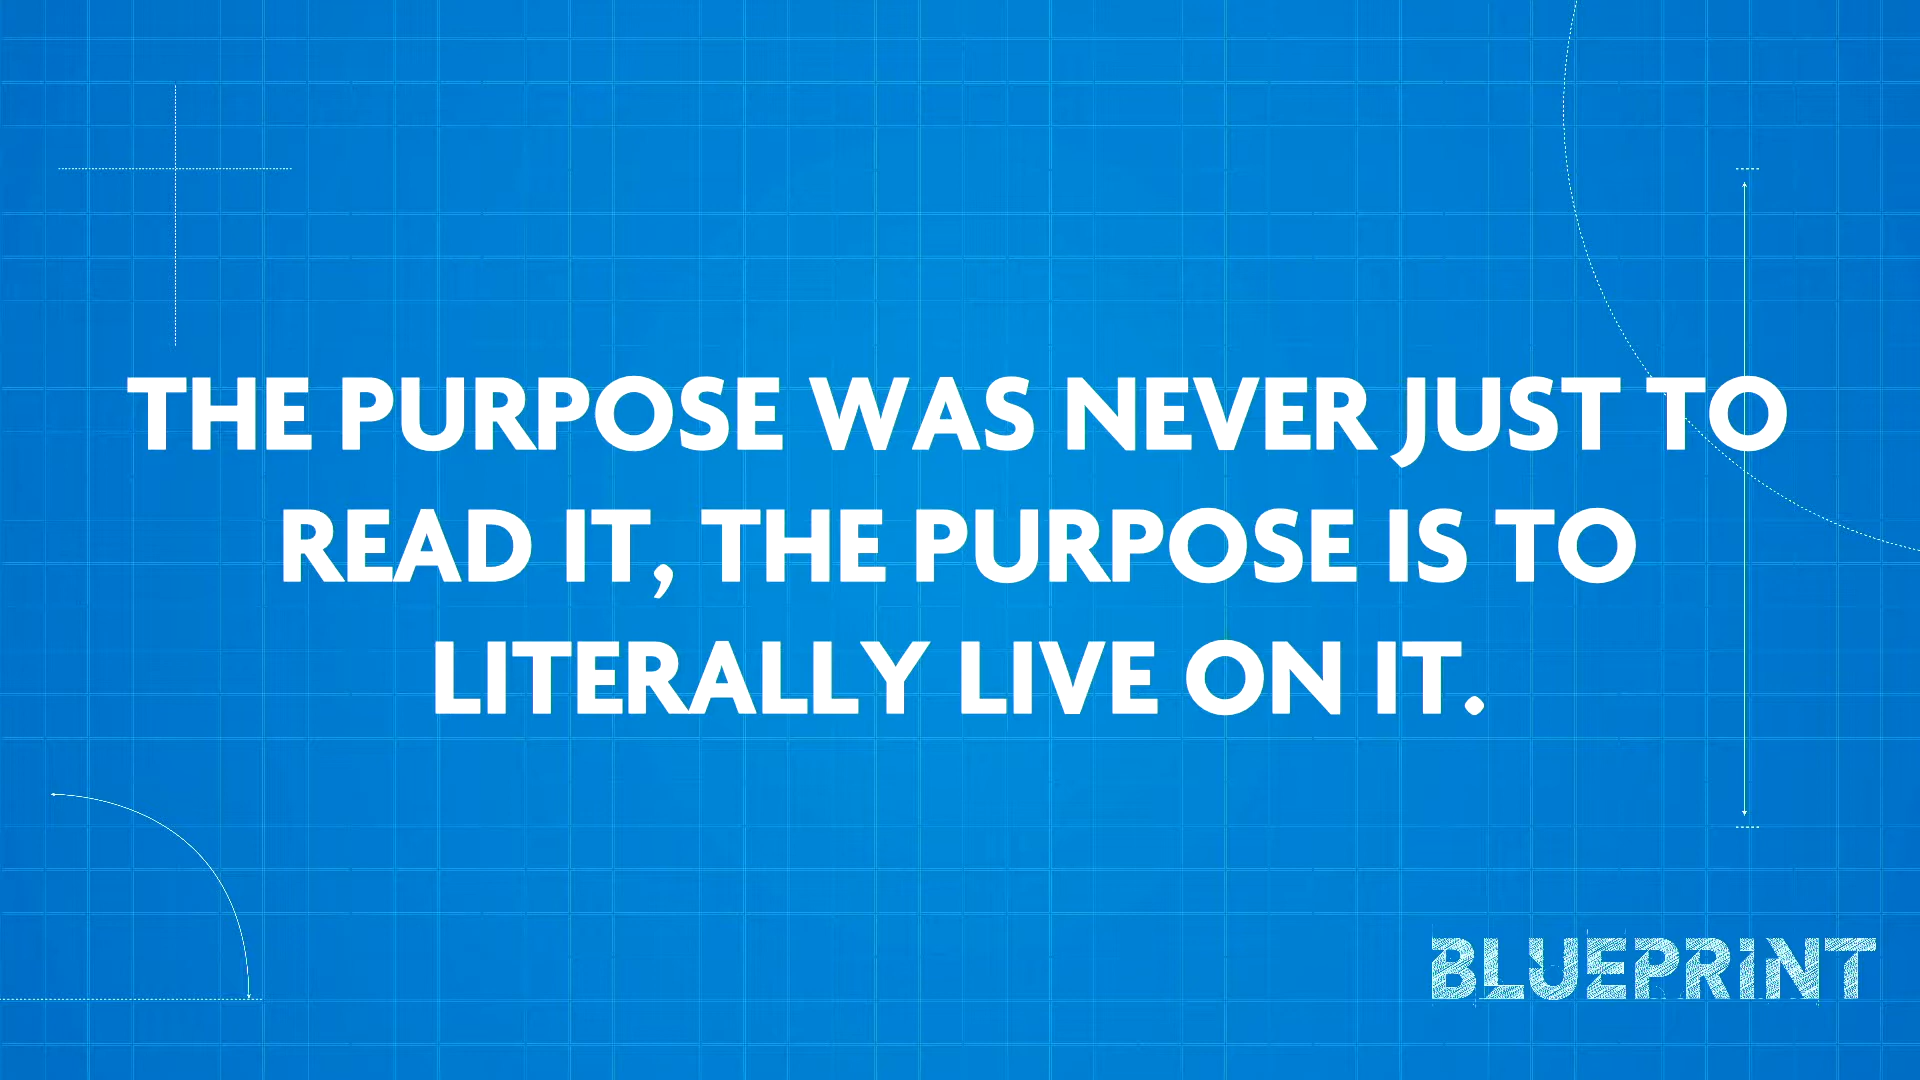 THE PURPOSE WAS NEVER JUST TO
READ IT, THE PURPOSE IS TO
LITERALLY LIVE ON IT.
BLUEPRINT